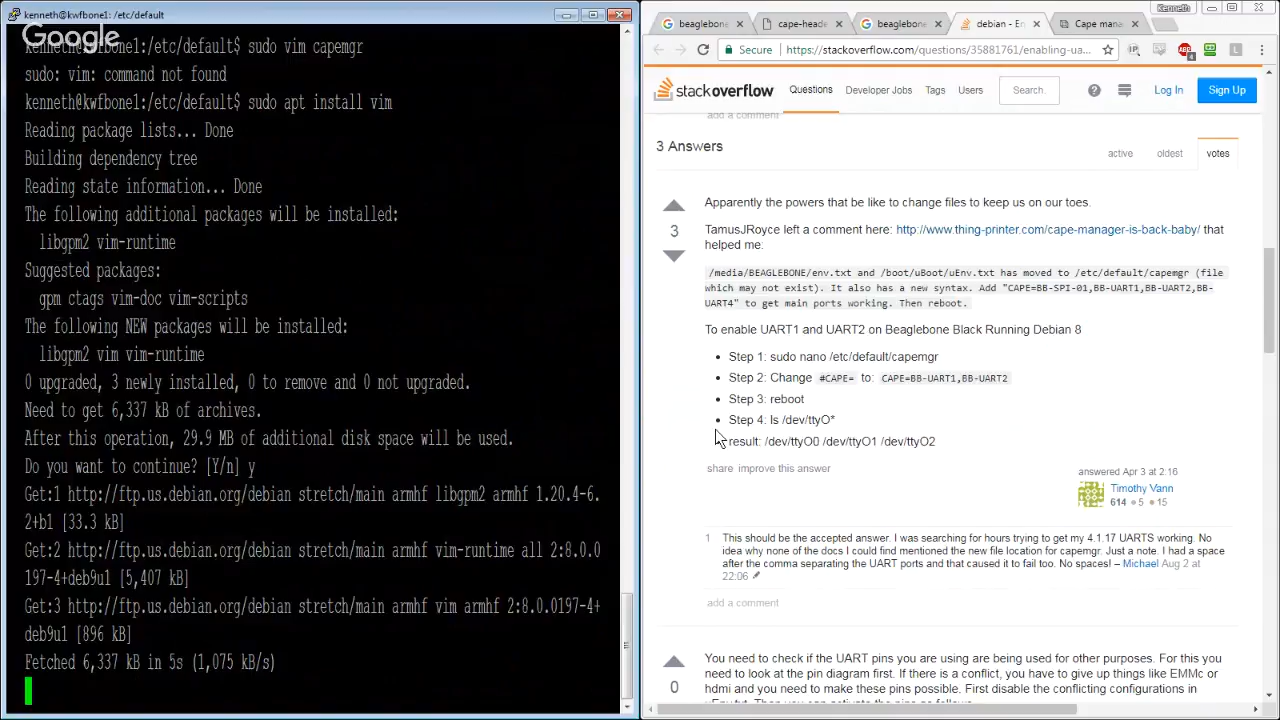 kenneth@kwfbone1: /etc/default
Google
kenneth@kwfbone1:/etc/default$ sudo vim capemgr
sudo: vim: command not found
kenneth@kwfbone1:/etc/default$ sudo apt install vim
Reading package lists... Done
Building dependency tree
Reading state information... Done
The following additional packages will be installed:
libgpm2 vim-runtime
Suggested packages:
gpm ctags vim-doc vim-scripts
The following NEW packages will be installed:
libgpm2 vim vim-runtime
0 upgraded, 3 newly installed, 0 to remove and 0 not upgraded.
Need to get 6,337 kB of archives.
After this operation, 29.9 MB of additional disk space will be used.
Do you want to continue? [Y/n] y
Get:1 http://ftp.us.debian.org/debian stretch/main armhf libgpm2 armhf 1.20.4-6.
2+b1 [33.3 kB]
Get:2 http://ftp.us.debian.org/debian stretch/main armhf vim-runtime all 2:8.0.0
197-4+deb9u1 [5,407 kB]
Get:3 http://ftp.us.debian.org/debian stretch/main armhf vim armhf 2:8.0.0197-4+
deb9u1 [896 kB]
Fetched 6,337 kB in 5s (1,075 kB/s)
Kenneth
beaglebone
cape-heade
beaglebone
debian - En
Cape mana
Secure https://stackoverflow.com/questions/35881761/enabling-ua...
stackoverflow Questions Developer Jobs Tags Users Search. Log In Sign Up
add a comment
3 Answers
active oldest votes
Apparently the powers that be like to change files to keep us on our toes.
3
TamusJRoyce left a comment here: http://www.thing-printer.com/cape-manager-is-back-baby/ that
helped me:
/media/BEAGLEBONE/env.txt and /boot/uBoot/uEnv.txt has moved to /etc/default/capemgr (file
which may not exist). It also has a new syntax. Add "CAPE=BB-SPI-01,BB-UART1,BB-UART2,BB-
UART4" to get main ports working. Then reboot.
To enable UART1 and UART2 on Beaglebone Black Running Debian 8
Step 1: sudo nano /etc/default/capemgr
Step 2: Change #CAPE= to: CAPE=BB-UART1,BB-UART2
Step 3: reboot
Step 4: ls /dev/ttyO*
result: /dev/ttyO0 /dev/ttyO1 /dev/ttyO2
share improve this answer
answered Apr 3 at 2:16
Timothy Vann
614 5 15
1 This should be the accepted answer. I was searching for hours trying to get my 4.1.17 UARTS working. No
idea why none of the docs I could find mentioned the new file location for capemgr. Just a note. I had a space
after the comma separating the UART ports and that caused it to fail too. No spaces! – Michael Aug 2 at
22:06
add a comment
You need to check if the UART pins you are using are being used for other purposes. For this you
0
need to look at the pin diagram first. If there is a conflict, you have to give up things like EMMc or
hdmi and you need to make these pins possible. First disable the conflicting configurations in